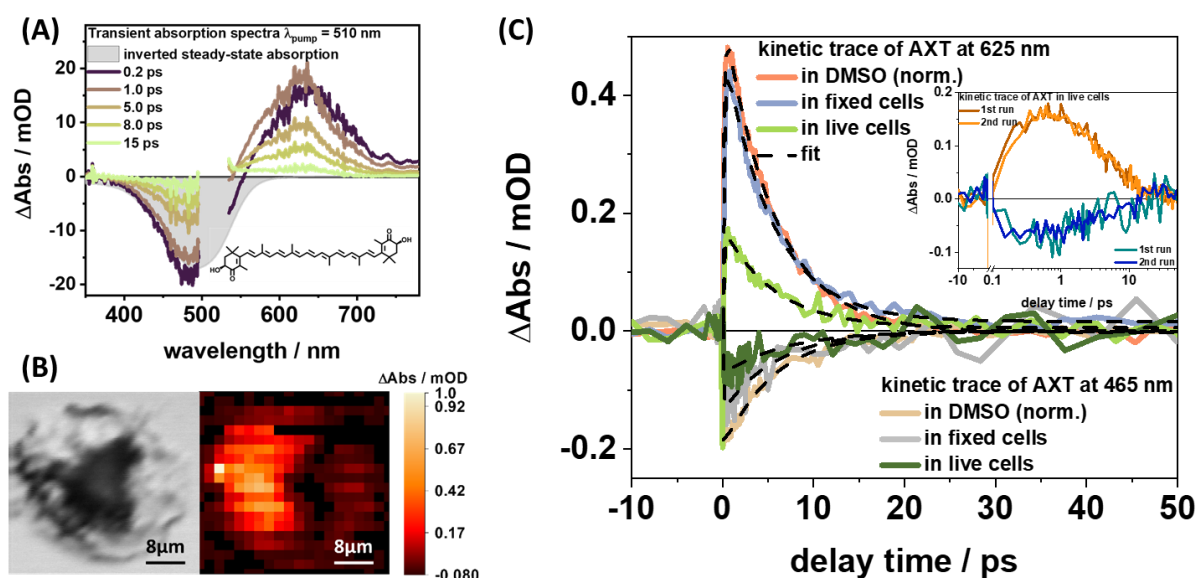 (A)
Transient absorption spectra λpump = 510 nm
inverted steady-state absorption
0.2 ps
1.0 ps
5.0 ps
8.0 ps
15 ps
20
10
0
-10
-20
ΔAbs / mOD
OH
O
HO
O
400
500
600
700
wavelength / nm
(B)
8µm
8µm
ΔAbs / mOD
1.0
0.92
0.67
0.42
0.17
-0.080
(C)
kinetic trace of AXT at 625 nm
in DMSO (norm.)
in fixed cells
in live cells
fit
0.4
0.2
0.0
-0.2
ΔAbs / mOD
kinetic trace of AXT in live cells
1st run
2nd run
0.2
0.1
0.0
-0.1
ΔAbs / mOD
1st run
2nd run
-10
-0.1
1
10
delay time / ps
kinetic trace of AXT at 465 nm
in DMSO (norm.)
in fixed cells
in live cells
-10
0
10
20
30
40
50
delay time / ps